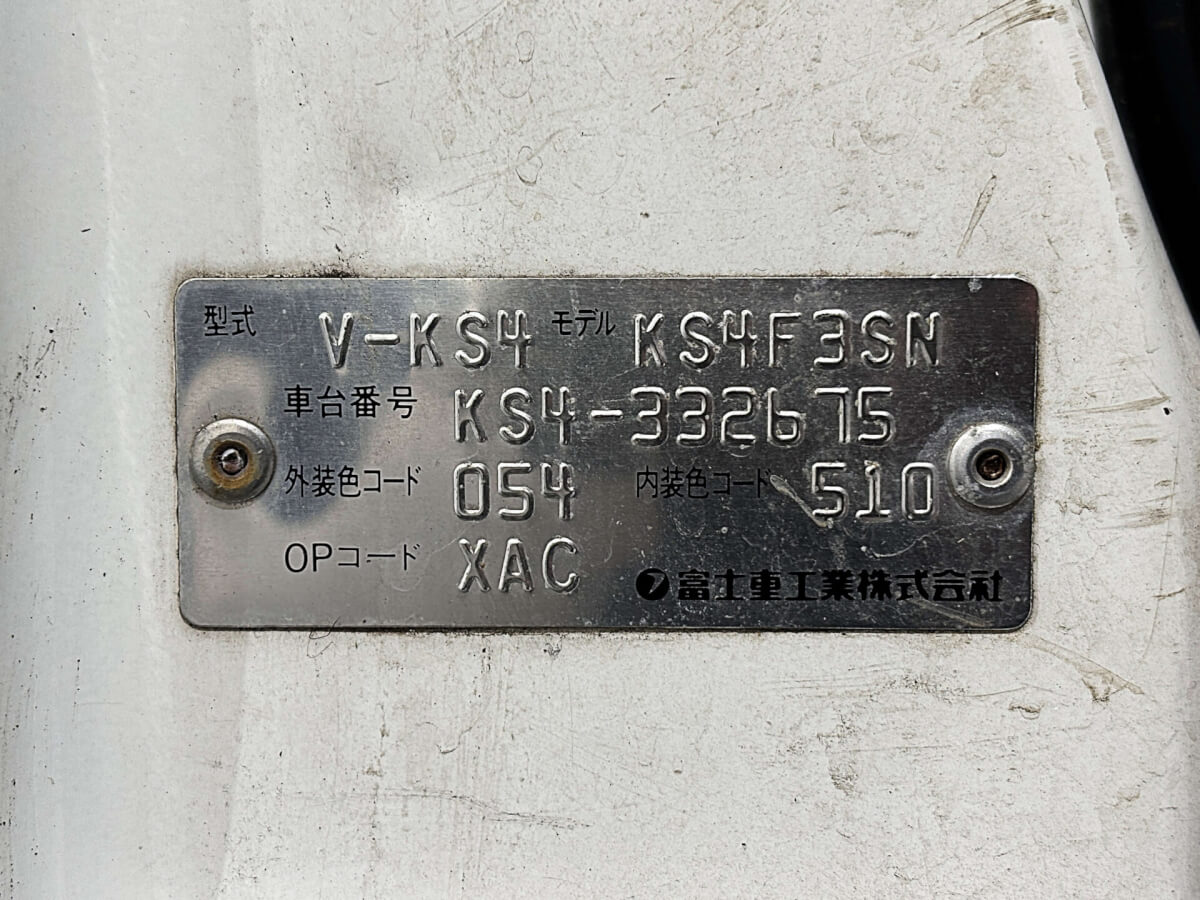 型式 V-KS4 モデル KS4F3SN
車台番号 KS4-332675
外装色コード 054 内装色コード 510
OPコード XAC
富士重工業株式会社